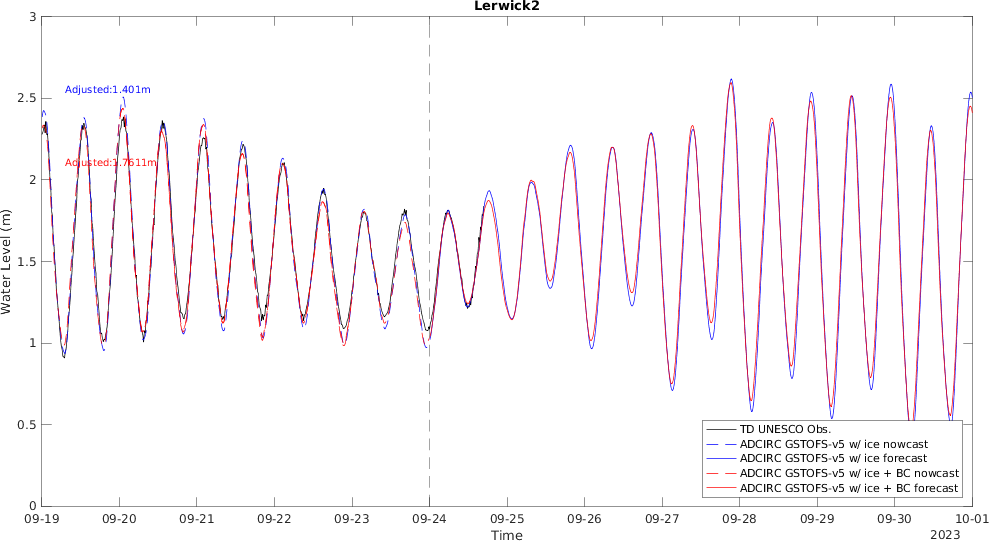 Lerwick2
3
2.5
2
1.5
1
0.5
0
Water Level (m)
Adjusted:1.401m
Adjusted:1.7611m
TD UNESCO Obs.
ADCIRC GSTOFS-v5 w/ ice nowcast
ADCIRC GSTOFS-v5 w/ ice forecast
ADCIRC GSTOFS-v5 w/ ice + BC nowcast
ADCIRC GSTOFS-v5 w/ ice + BC forecast
09-19 09-20 09-21 09-22 09-23 09-24 09-25 09-26 09-27 09-28 09-29 09-30 10-01
Time
2023